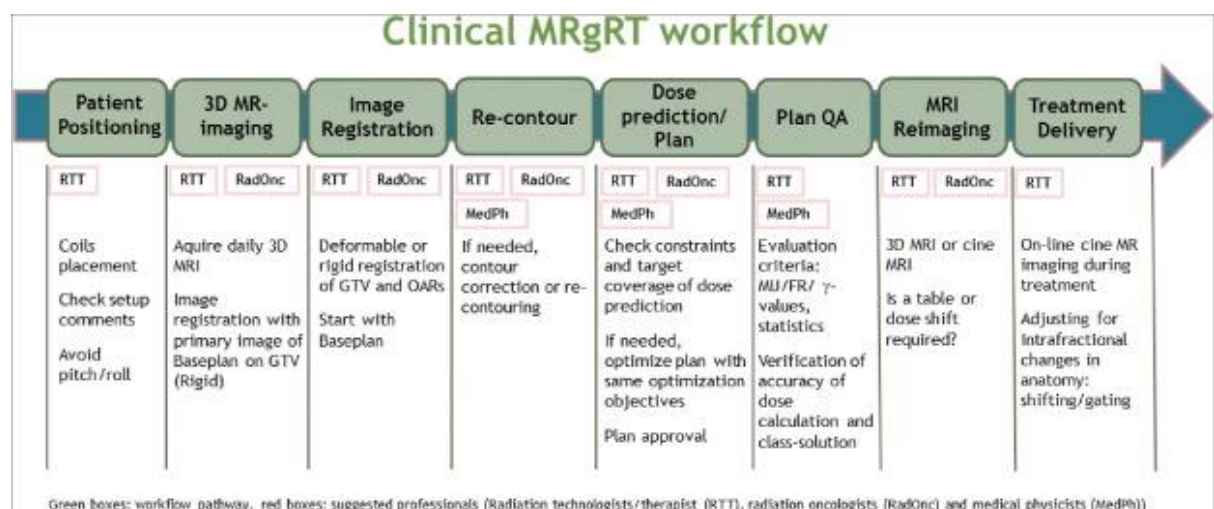 Clinical MRgRT workflow
Patient
Positioning
3D MR-
imaging
Image
Registration
Re-contour
Dose
prediction/
Plan
Plan QA
MRI
Reimaging
Treatment
Delivery
RTT
Coils
placement
Check setup
comments
Avoid
pitch/roll
RTT RadOnc
Aquire daily 3D
MRI
Image
registration with
primary image of
Baseplan on GTV
(Rigid)
RTT RadOnc
Deformable or
rigid registration
of GTV and OARs
Start with
Baseplan
RTT RadOnc
MedPh
If needed,
contour
correction or re-
contouring
RTT RadOnc
MedPh
Check constraints
and target
coverage of dose
prediction
If needed,
optimize plan with
same optimization
objectives
Plan approval
RTT
MedPh
Evaluation
criteria:
MU/FR/ γ-
values,
statistics
Verification of
accuracy of
dose
calculation and
class-solution
RTT RadOnc
3D MRI or cine
MRI
Is a table or
dose shift
required?
RTT
On-line cine MR
imaging during
treatment
Adjusting for
intrafractional
changes in
anatomy:
shifting/gating
Green boxes: workflow pathway, red boxes: suggested professionals (Radiation technologists/therapist (RTT), radiation oncologists (RadOnc) and medical physicists (MedPh))